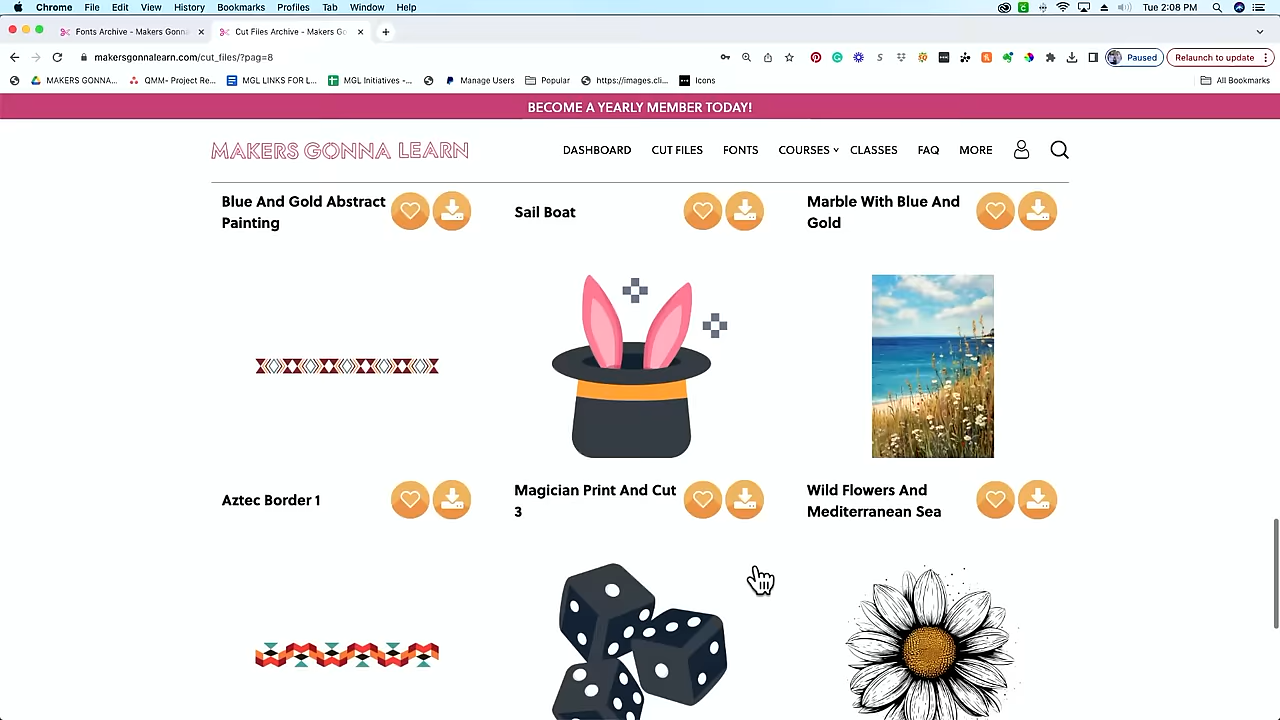 Chrome File Edit View History Bookmarks Profiles Tab Window Help Tue 2:08 PM
Fonts Archive - Makers Gonna Cut Files Archive - Makers Go
makersgonnalearn.com/cut_files/?pag=8 Paused Relaunch to update
MAKERS GONNA... QMM- Project Re... MGL LINKS FOR L... MGL Initiatives -... Manage Users Popular https://images.cli... Icons All Bookmarks
BECOME A YEARLY MEMBER TODAY!
MAKERS GONNA LEARN DASHBOARD CUT FILES FONTS COURSES CLASSES FAQ MORE
Blue And Gold Abstract
Painting
Sail Boat
Marble With Blue And
Gold
Aztec Border 1
Magician Print And Cut
3
Wild Flowers And
Mediterranean Sea